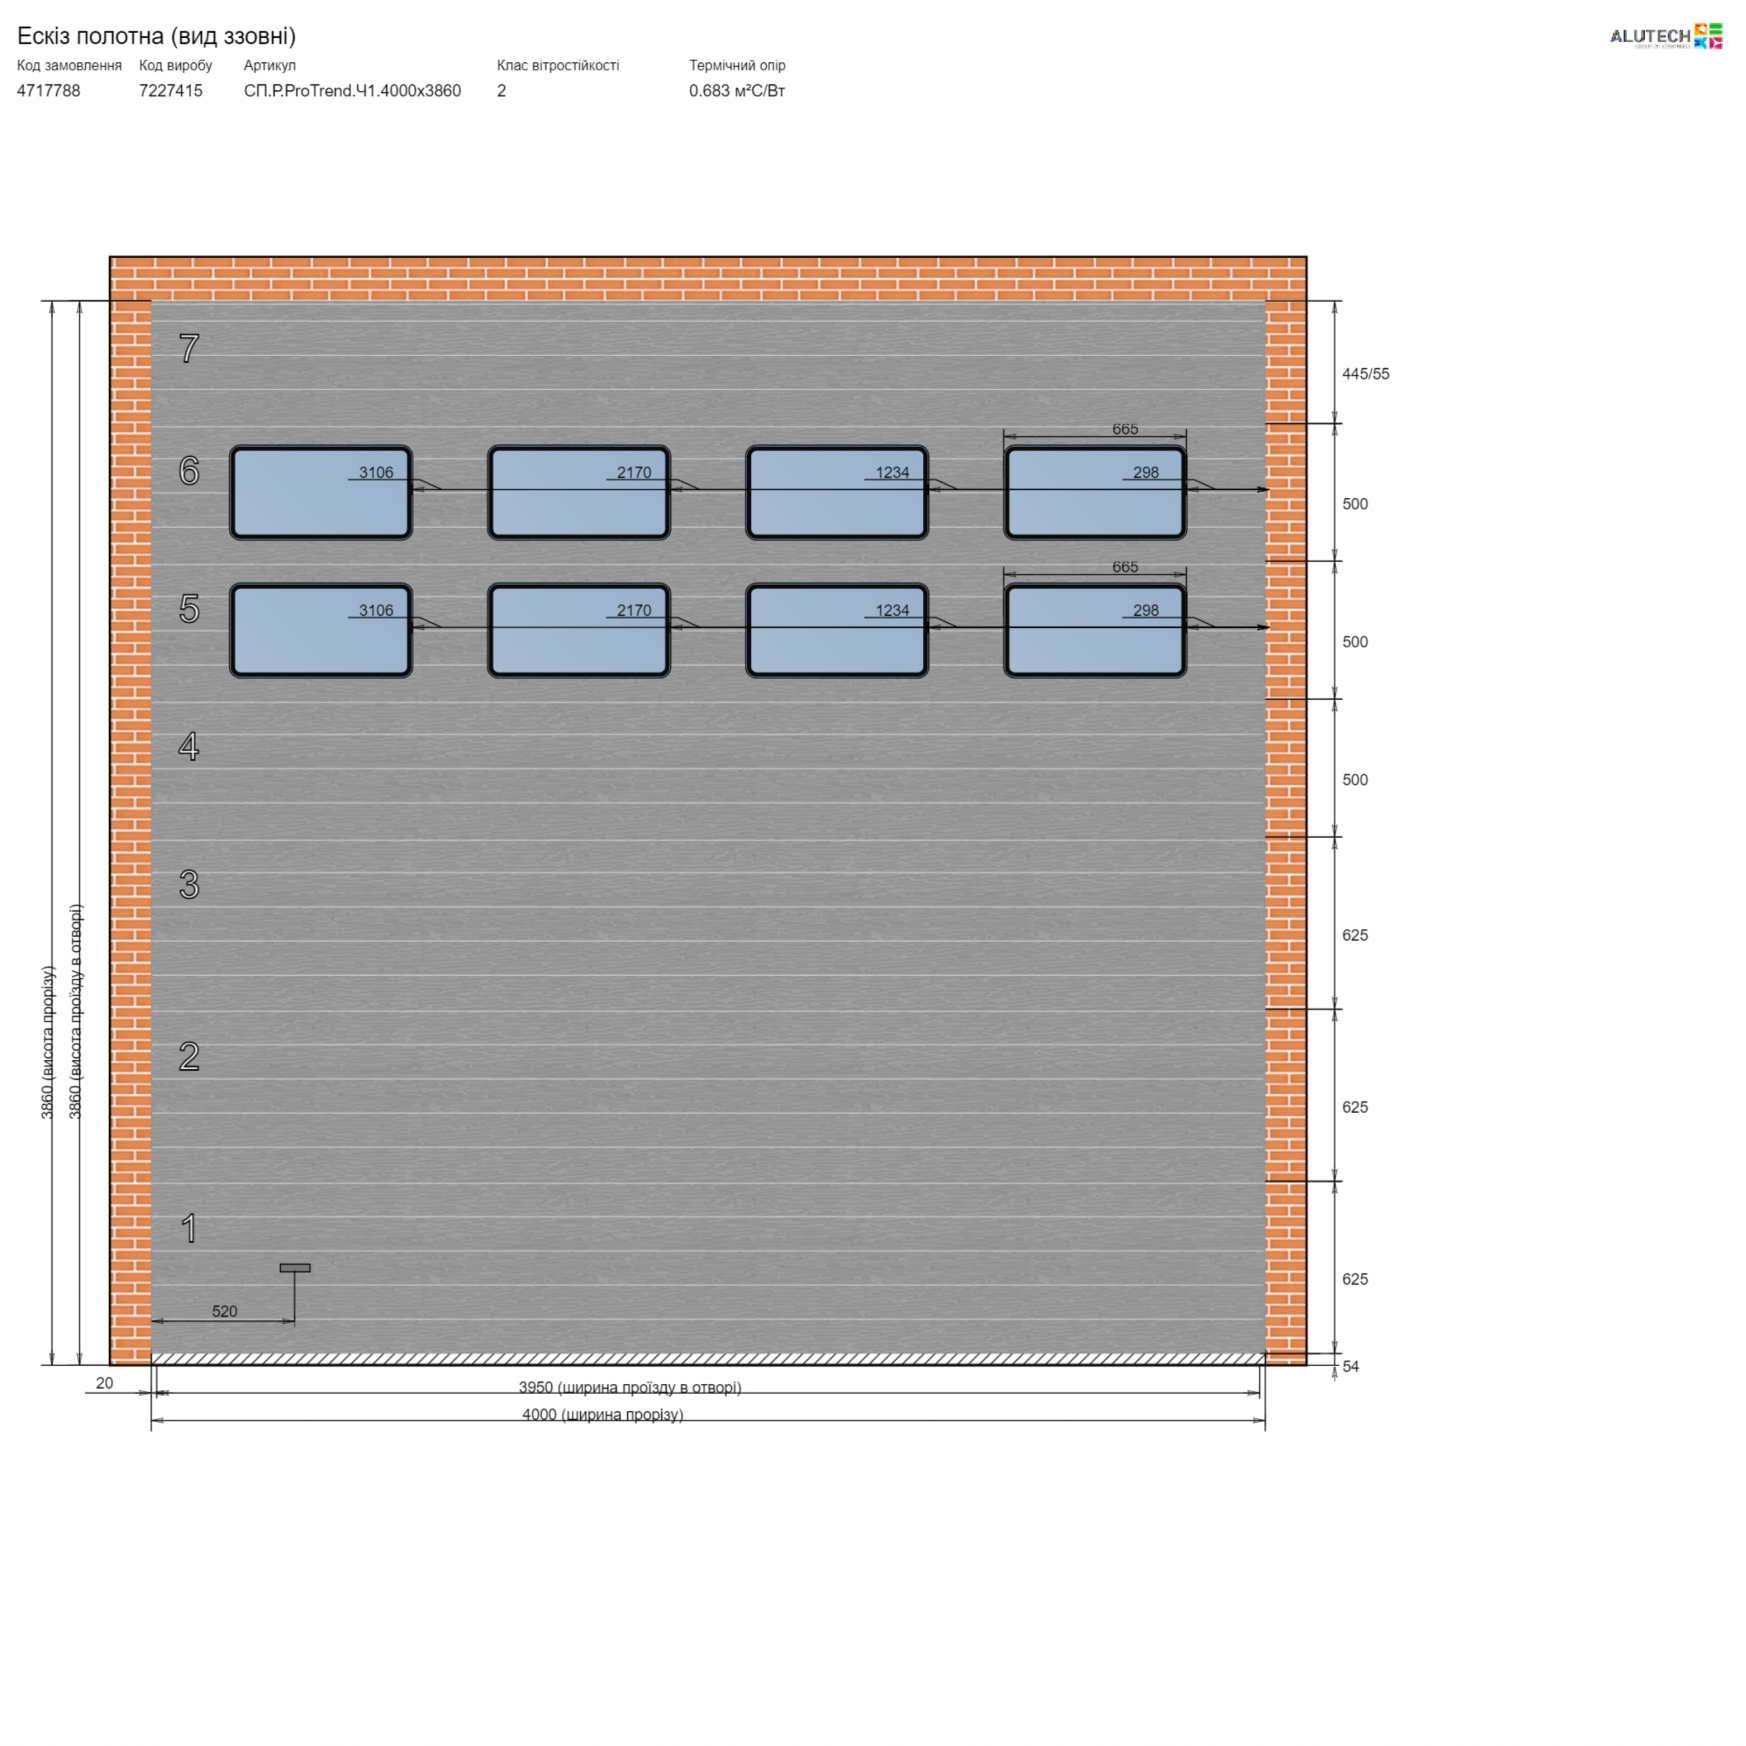 Ескіз полотна (вид ззовні)
ALUTECH
Код замовлення Код виробу Артикул Клас вітростійкості Термічний опір
4717788 7227415 СП.Р.ProTrend.Ч1.4000x3860 2 0.683 м²С/Вт
7
445/55
665
6
3106 2170 1234 298
500
665
5
3106 2170 1234 298
500
4
500
3
625
3860 (висота прорізу)
3860 (висота проїзду в отворі)
2
625
1
625
520
54
20
3950 (ширина проїзду в отворі)
4000 (ширина прорізу)